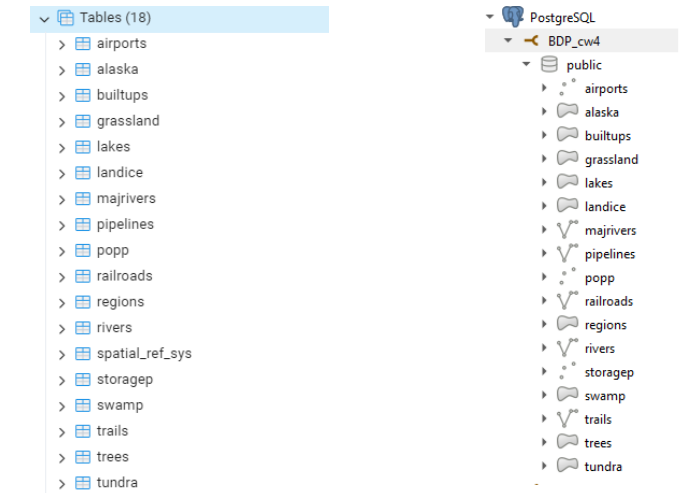 Tables (18)
airports
alaska
builtups
grassland
lakes
landice
majrivers
pipelines
popp
railroads
regions
rivers
spatial_ref_sys
storagep
swamp
trails
trees
tundra
PostgreSQL
BDP_cw4
public
airports
alaska
builtups
grassland
lakes
landice
majrivers
pipelines
popp
railroads
regions
rivers
storagep
swamp
trails
trees
tundra